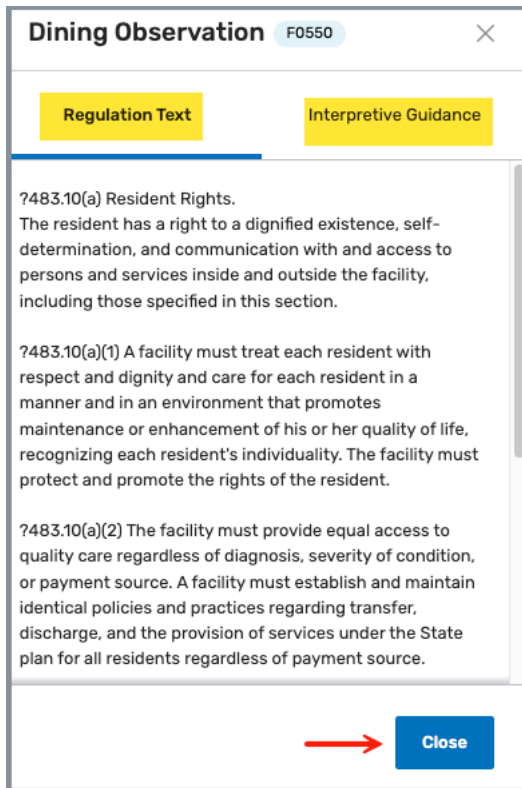 Dining Observation F0550
Regulation Text Interpretive Guidance
?483.10(a) Resident Rights.
The resident has a right to a dignified existence, self-
determination, and communication with and access to
persons and services inside and outside the facility,
including those specified in this section.
?483.10(a)(1) A facility must treat each resident with
respect and dignity and care for each resident in a
manner and in an environment that promotes
maintenance or enhancement of his or her quality of life,
recognizing each resident's individuality. The facility must
protect and promote the rights of the resident.
?483.10(a)(2) The facility must provide equal access to
quality care regardless of diagnosis, severity of condition,
or payment source. A facility must establish and maintain
identical policies and practices regarding transfer,
discharge, and the provision of services under the State
plan for all residents regardless of payment source.
Close